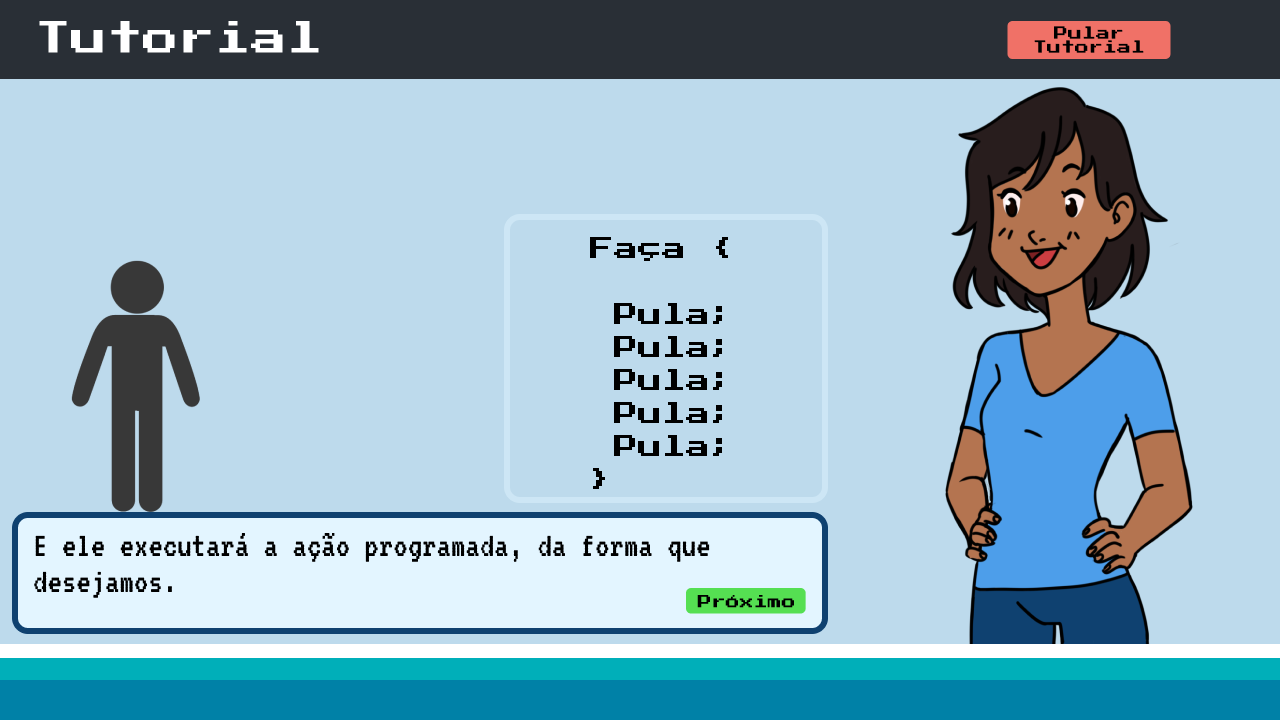 Tutorial
Pular
Tutorial
Faça {
Pula;
Pula;
Pula;
Pula;
Pula;
}
E ele executará a ação programada, da forma que
desejamos.
Próximo